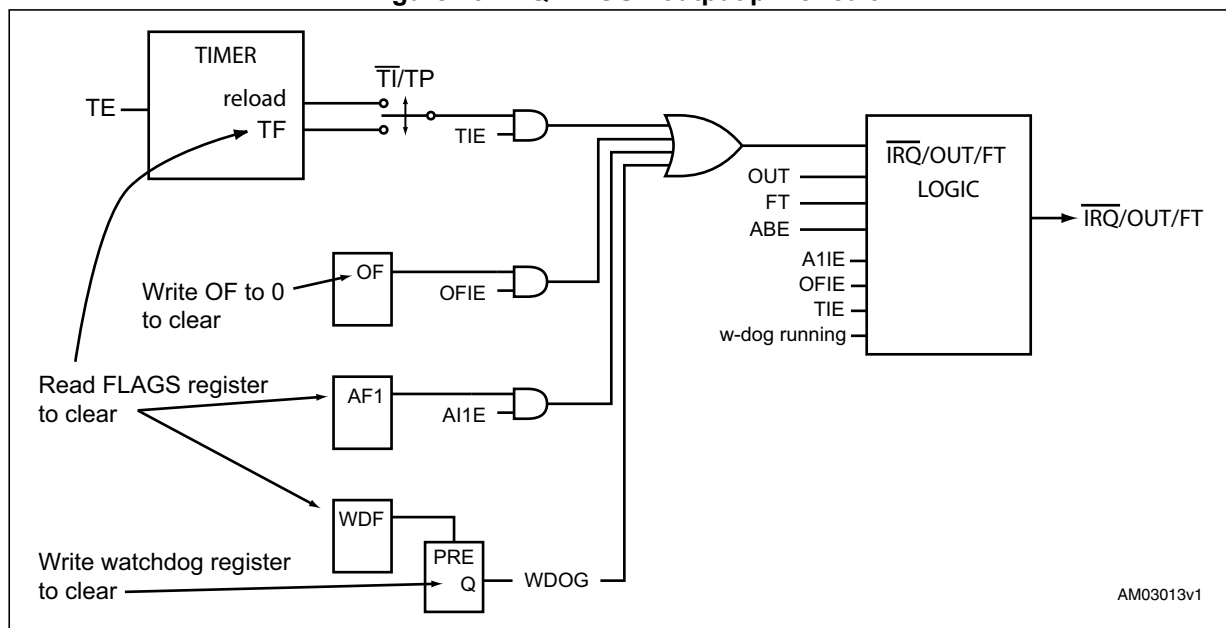 TIMER
TI/TP
reload
TE
TF
TIE
IRQ/OUT/FT
LOGIC
OUT
FT
ABE
IRQ/OUT/FT
A1IE
OFIE
TIE
w-dog running
OF
OFIE
Write OF to 0
to clear
Read FLAGS register
to clear
AF1
AI1E
WDF
Write watchdog register
to clear
PRE
Q
WDOG
AM03013v1